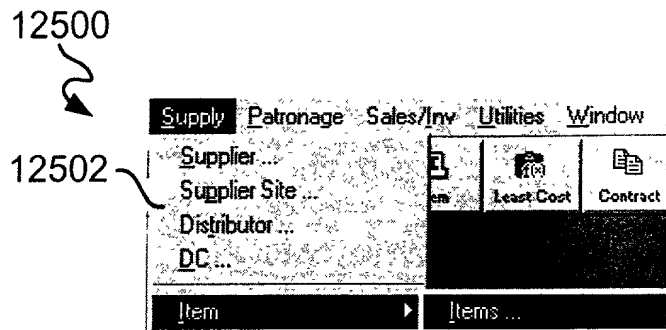 12500
Supply Patronage Sales/Inv Utilities Window
12502
Supplier ...
Supplier Site ...
Distributor ...
DC ...
Least Cost Contract
Item Items ...